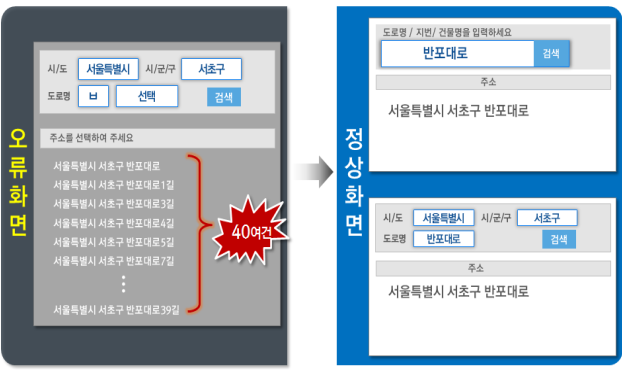 오류화면
시/도 서울특별시 시/군/구 서초구
도로명 ㅂ 선택 검색
주소를 선택하여 주세요
서울특별시 서초구 반포대로
서울특별시 서초구 반포대로1길
서울특별시 서초구 반포대로3길
서울특별시 서초구 반포대로4길
서울특별시 서초구 반포대로5길
서울특별시 서초구 반포대로7길
⋮
서울특별시 서초구 반포대로39길
40여건
정상화면
도로명 / 지번/ 건물명을 입력하세요
반포대로 검색
주소
서울특별시 서초구 반포대로
시/도 서울특별시 시/군/구 서초구
도로명 반포대로 검색
주소
서울특별시 서초구 반포대로